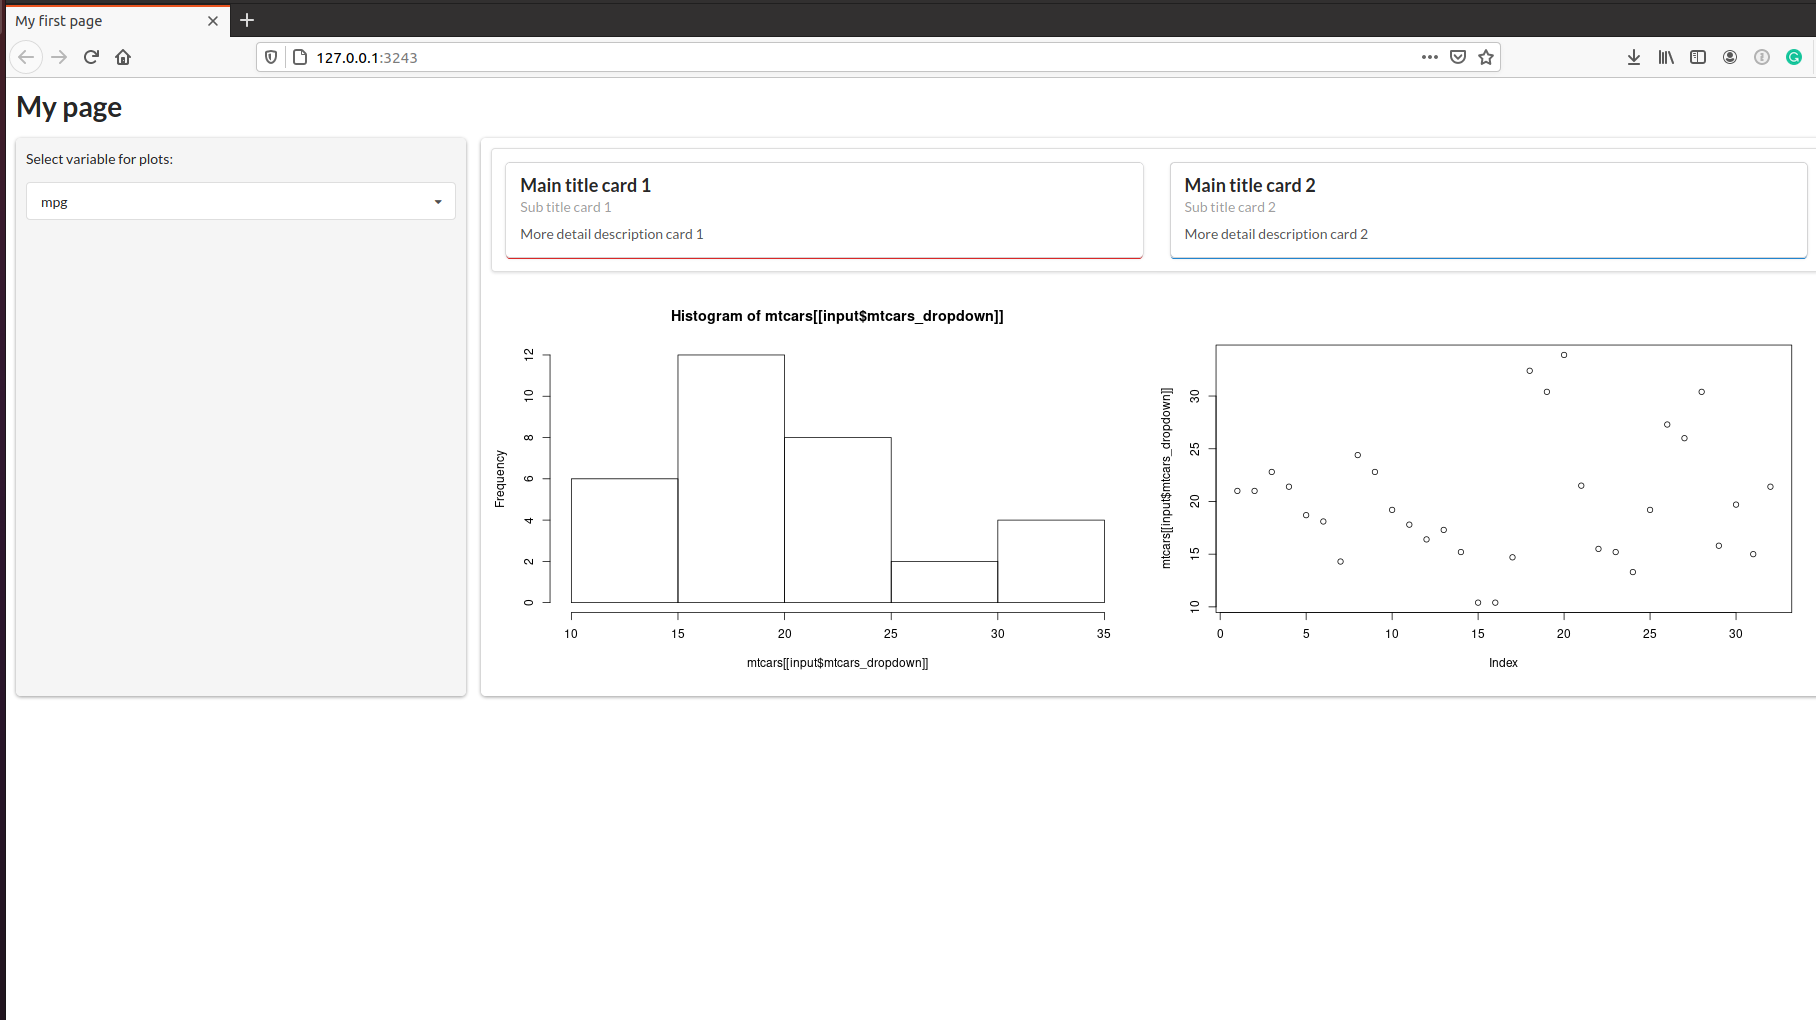 My first page
127.0.0.1:3243
My page
Select variable for plots:
mpg
Main title card 1
Sub title card 1
More detail description card 1
Main title card 2
Sub title card 2
More detail description card 2
Histogram of mtcars[[input$mtcars_dropdown]]
Frequency
0 2 4 6 8 10 12
10 15 20 25 30 35
mtcars[[input$mtcars_dropdown]]
mtcars[[input$mtcars_dropdown]]
10 15 20 25 30
0 5 10 15 20 25 30
Index